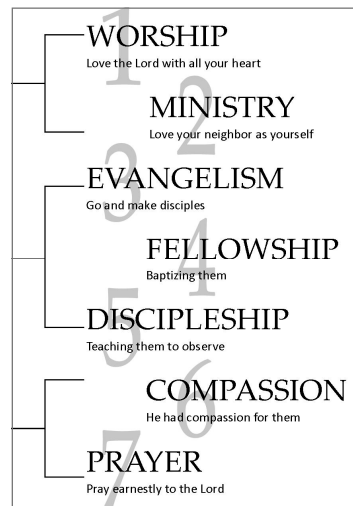 1
WORSHIP
Love the Lord with all your heart
2
MINISTRY
Love your neighbor as yourself
3
EVANGELISM
Go and make disciples
4
FELLOWSHIP
Baptizing them
5
DISCIPLESHIP
Teaching them to observe
6
COMPASSION
He had compassion for them
7
PRAYER
Pray earnestly to the Lord